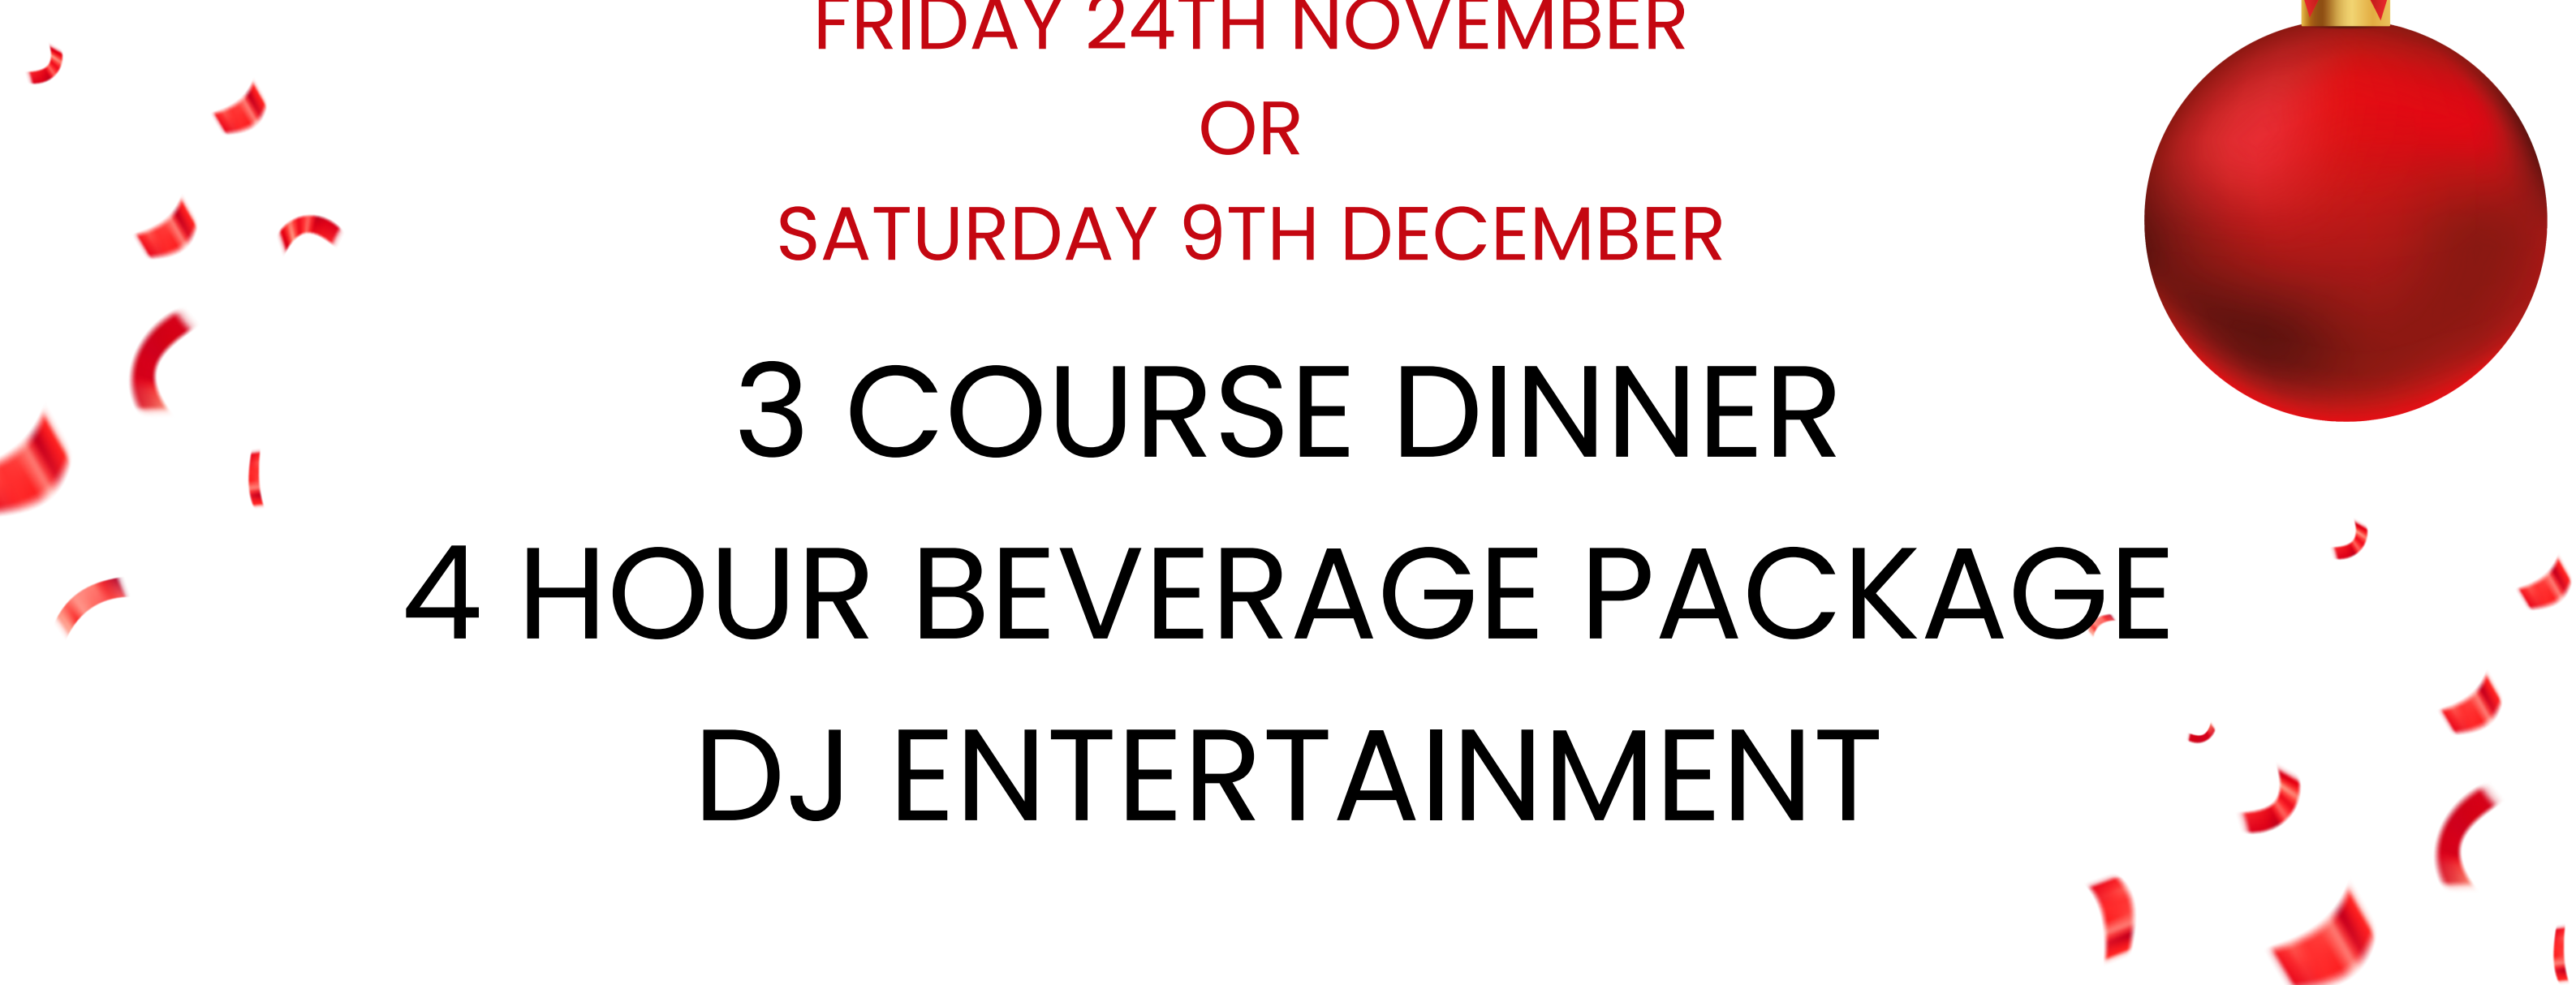 FRIDAY 24TH NOVEMBER
OR
SATURDAY 9TH DECEMBER
3 COURSE DINNER
4 HOUR BEVERAGE PACKAGE
DJ ENTERTAINMENT